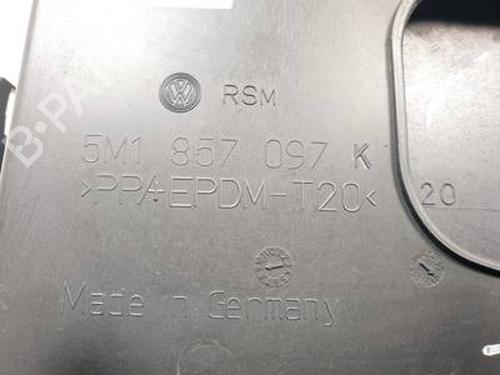 RSM
5M1 857 097 K
>PP+EPDM-T20< 20
Made in Germany